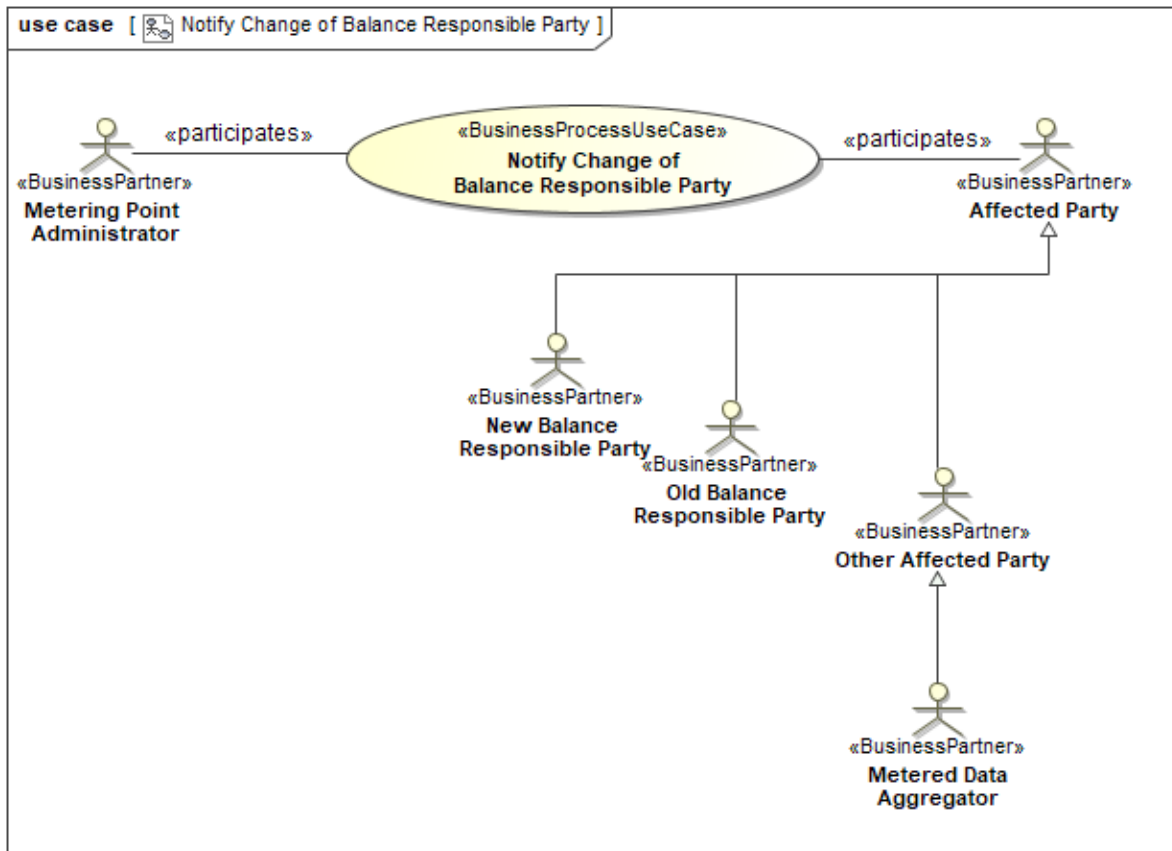 use case [ Notify Change of Balance Responsible Party ]
«participates»
«BusinessProcessUseCase»
Notify Change of
Balance Responsible Party
«participates»
«BusinessPartner»
Metering Point
Administrator
«BusinessPartner»
Affected Party
«BusinessPartner»
New Balance
Responsible Party
«BusinessPartner»
Old Balance
Responsible Party
«BusinessPartner»
Other Affected Party
«BusinessPartner»
Metered Data
Aggregator